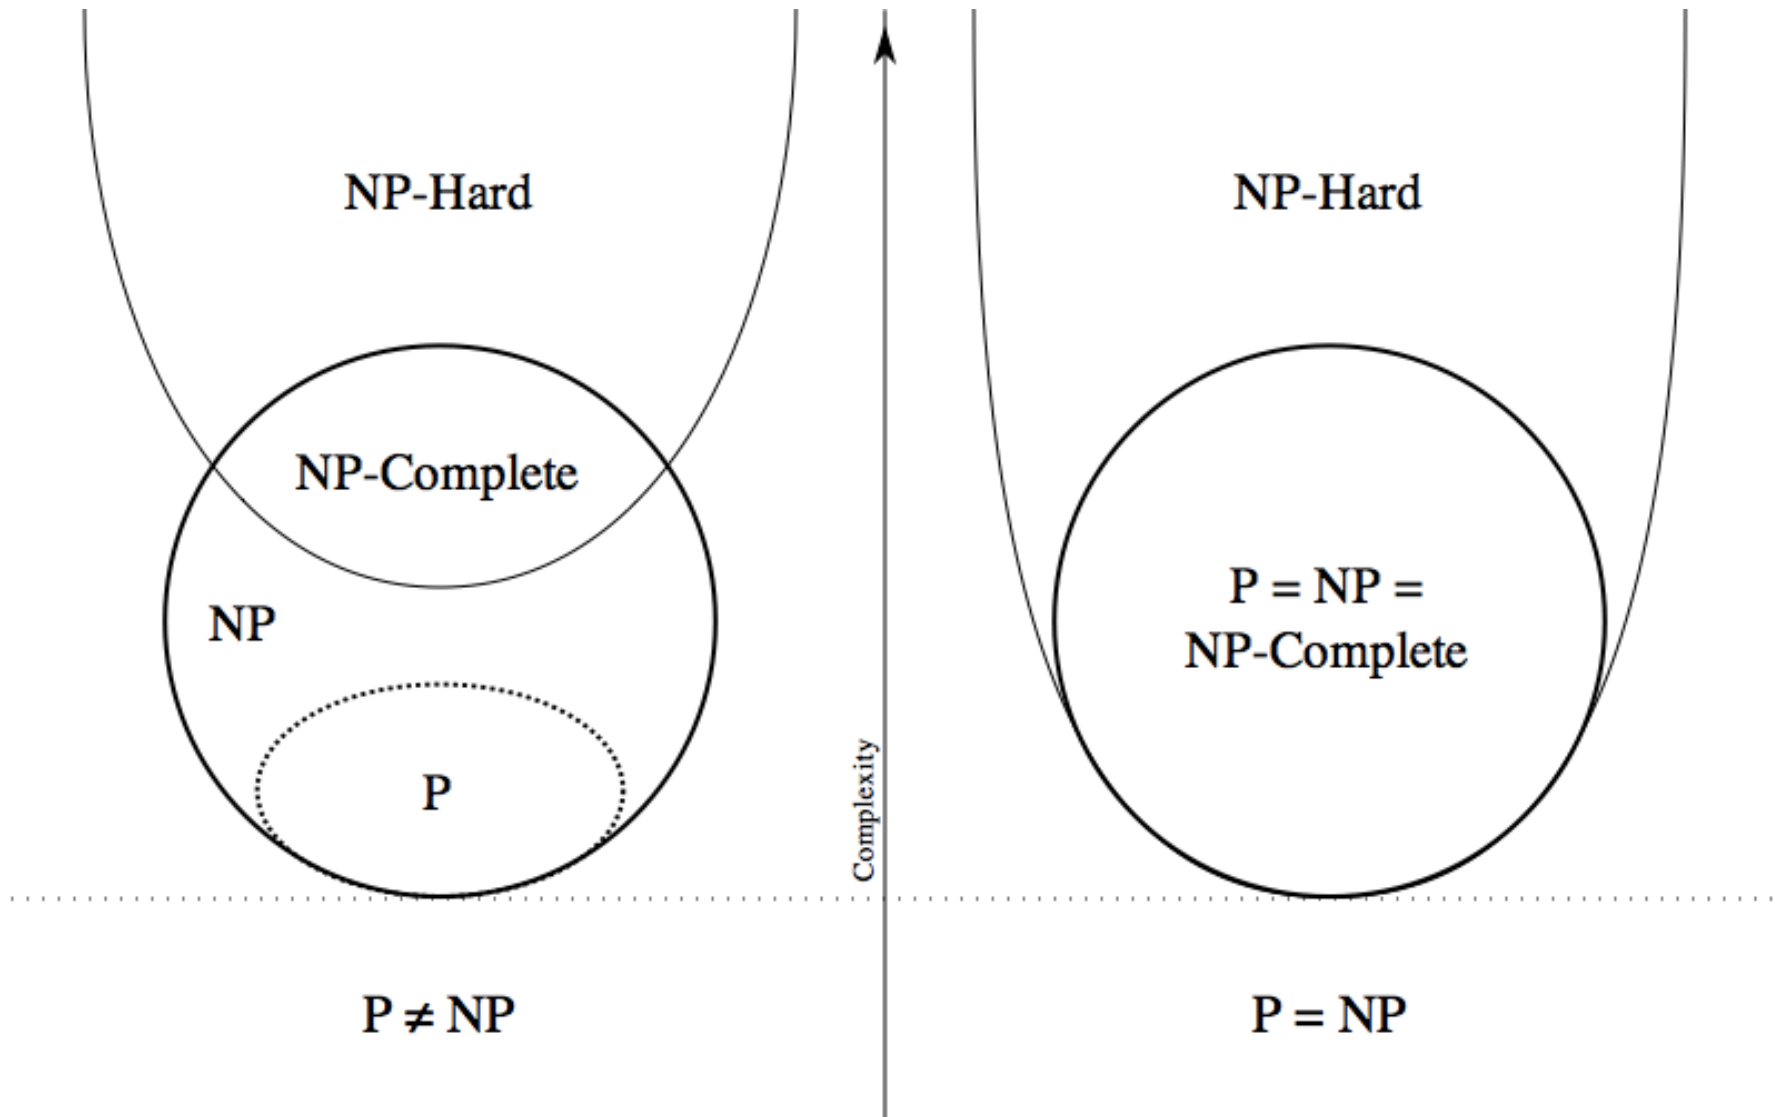 NP-Hard
NP-Complete
NP
P
P ≠ NP
Complexity
NP-Hard
P = NP =
NP-Complete
P = NP